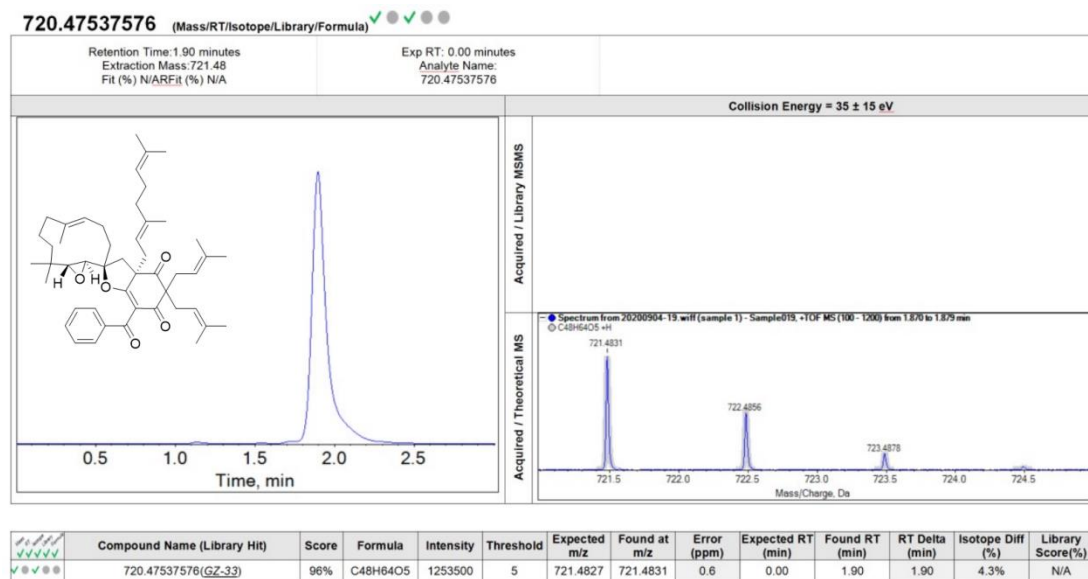 720.47537576 (Mass/RT/Isotope/Library/Formula)
Retention Time:1.90 minutes
Extraction Mass:721.48
Fit (%) N/ARFit (%) N/A
Exp RT: 0.00 minutes
Analyte Name:
720.47537576
Collision Energy = 35 ± 15 eV
H
O
H
O
O
O
O
0.5 1.0 1.5 2.0 2.5
Time, min
Acquired / Library MSMS
Acquired / Theoretical MS
Spectrum from 20200904-19.wiff (sample 1) - Sample019, +TOF MS (100 - 1200) from 1.870 to 1.879 min
C48H64O5 +H
721.4831
722.4856
723.4878
721.5 722.0 722.5 723.0 723.5 724.0 724.5
Mass/Charge, Da
Mass RT Isotope Library Formula
Compound Name (Library Hit) Score Formula Intensity Threshold Expected m/z Found at m/z Error (ppm) Expected RT (min) Found RT (min) RT Delta (min) Isotope Diff (%) Library Score(%)
720.47537576(GZ-33) 96% C48H64O5 1253500 5 721.4827 721.4831 0.6 0.00 1.90 1.90 4.3% N/A